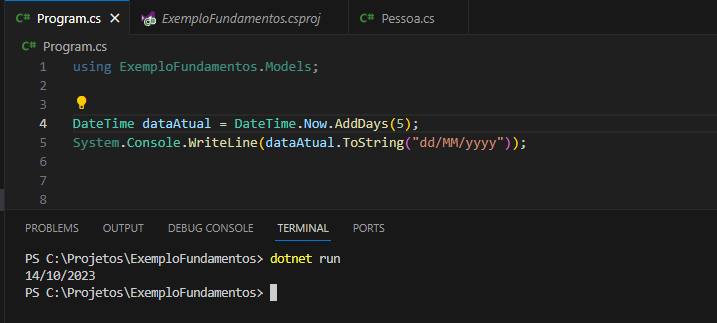 C# Program.cs X ExemploFundamentos.csproj C# Pessoa.cs
C# Program.cs
1 using ExemploFundamentos.Models;
2
3
4 DateTime dataAtual = DateTime.Now.AddDays(5);
5 System.Console.WriteLine(dataAtual.ToString("dd/MM/yyyy"));
6
7
8
PROBLEMS OUTPUT DEBUG CONSOLE TERMINAL PORTS
PS C:\Projetos\ExemploFundamentos> dotnet run
14/10/2023
PS C:\Projetos\ExemploFundamentos>